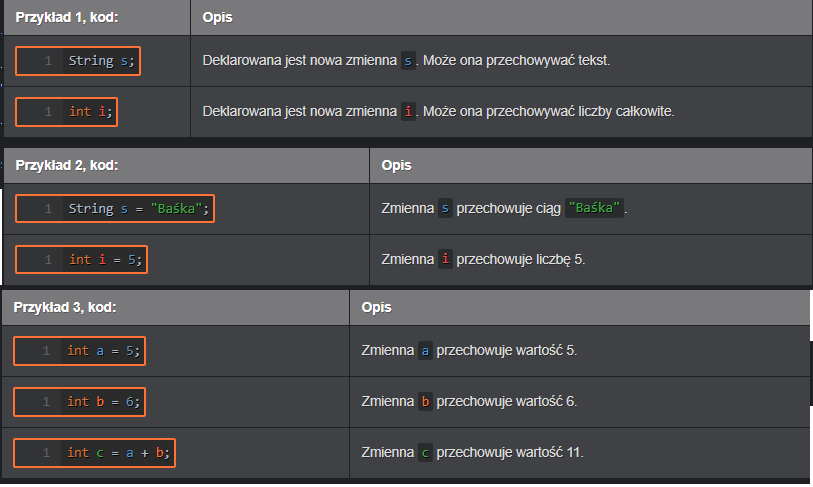 Przykład 1, kod: Opis
1 String s; Deklarowana jest nowa zmienna s. Może ona przechowywać tekst.
1 int i; Deklarowana jest nowa zmienna i. Może ona przechowywać liczby całkowite.
Przykład 2, kod: Opis
1 String s = "Baśka"; Zmienna s przechowuje ciąg "Baśka".
1 int i = 5; Zmienna i przechowuje liczbę 5.
Przykład 3, kod: Opis
1 int a = 5; Zmienna a przechowuje wartość 5.
1 int b = 6; Zmienna b przechowuje wartość 6.
1 int c = a + b; Zmienna c przechowuje wartość 11.